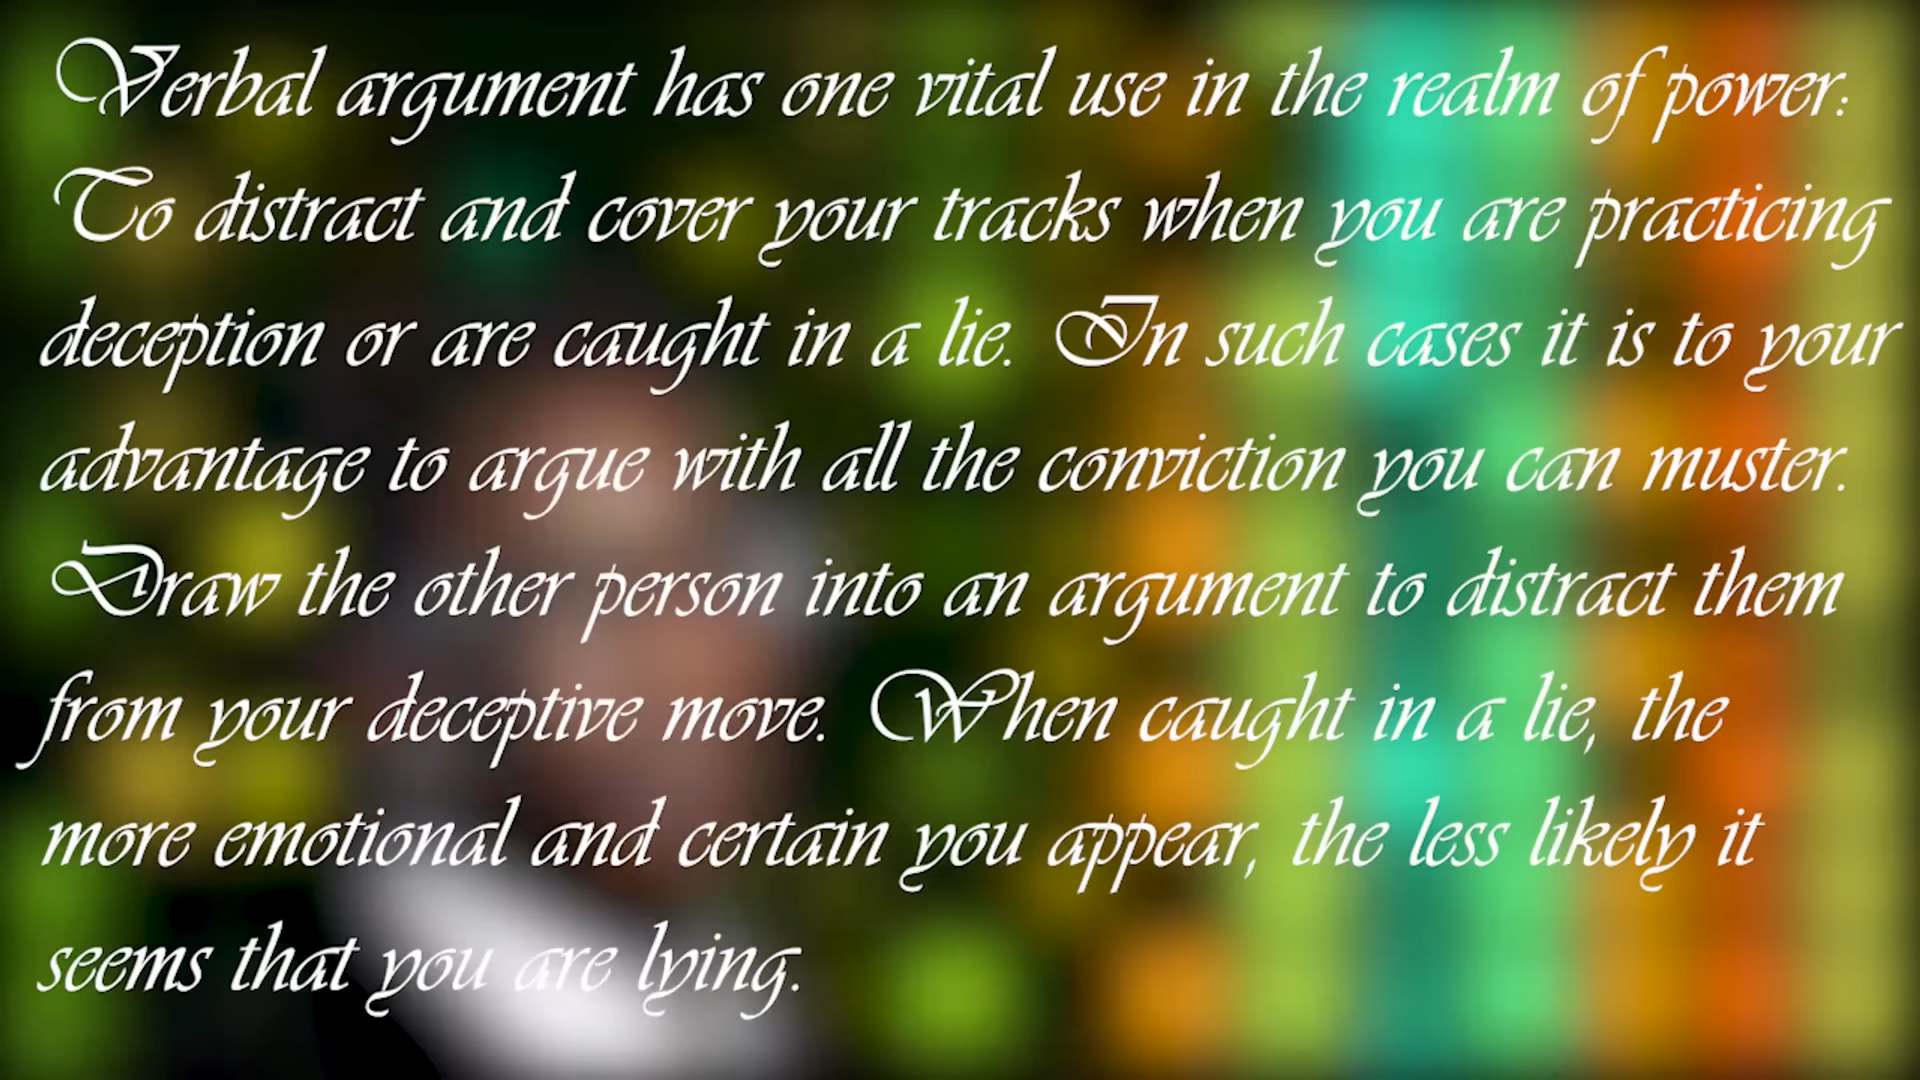 Verbal argument has one vital use in the realm of power:
To distract and cover your tracks when you are practicing
deception or are caught in a lie. In such cases it is to your
advantage to argue with all the conviction you can muster.
Draw the other person into an argument to distract them
from your deceptive move. When caught in a lie, the
more emotional and certain you appear, the less likely it
seems that you are lying.